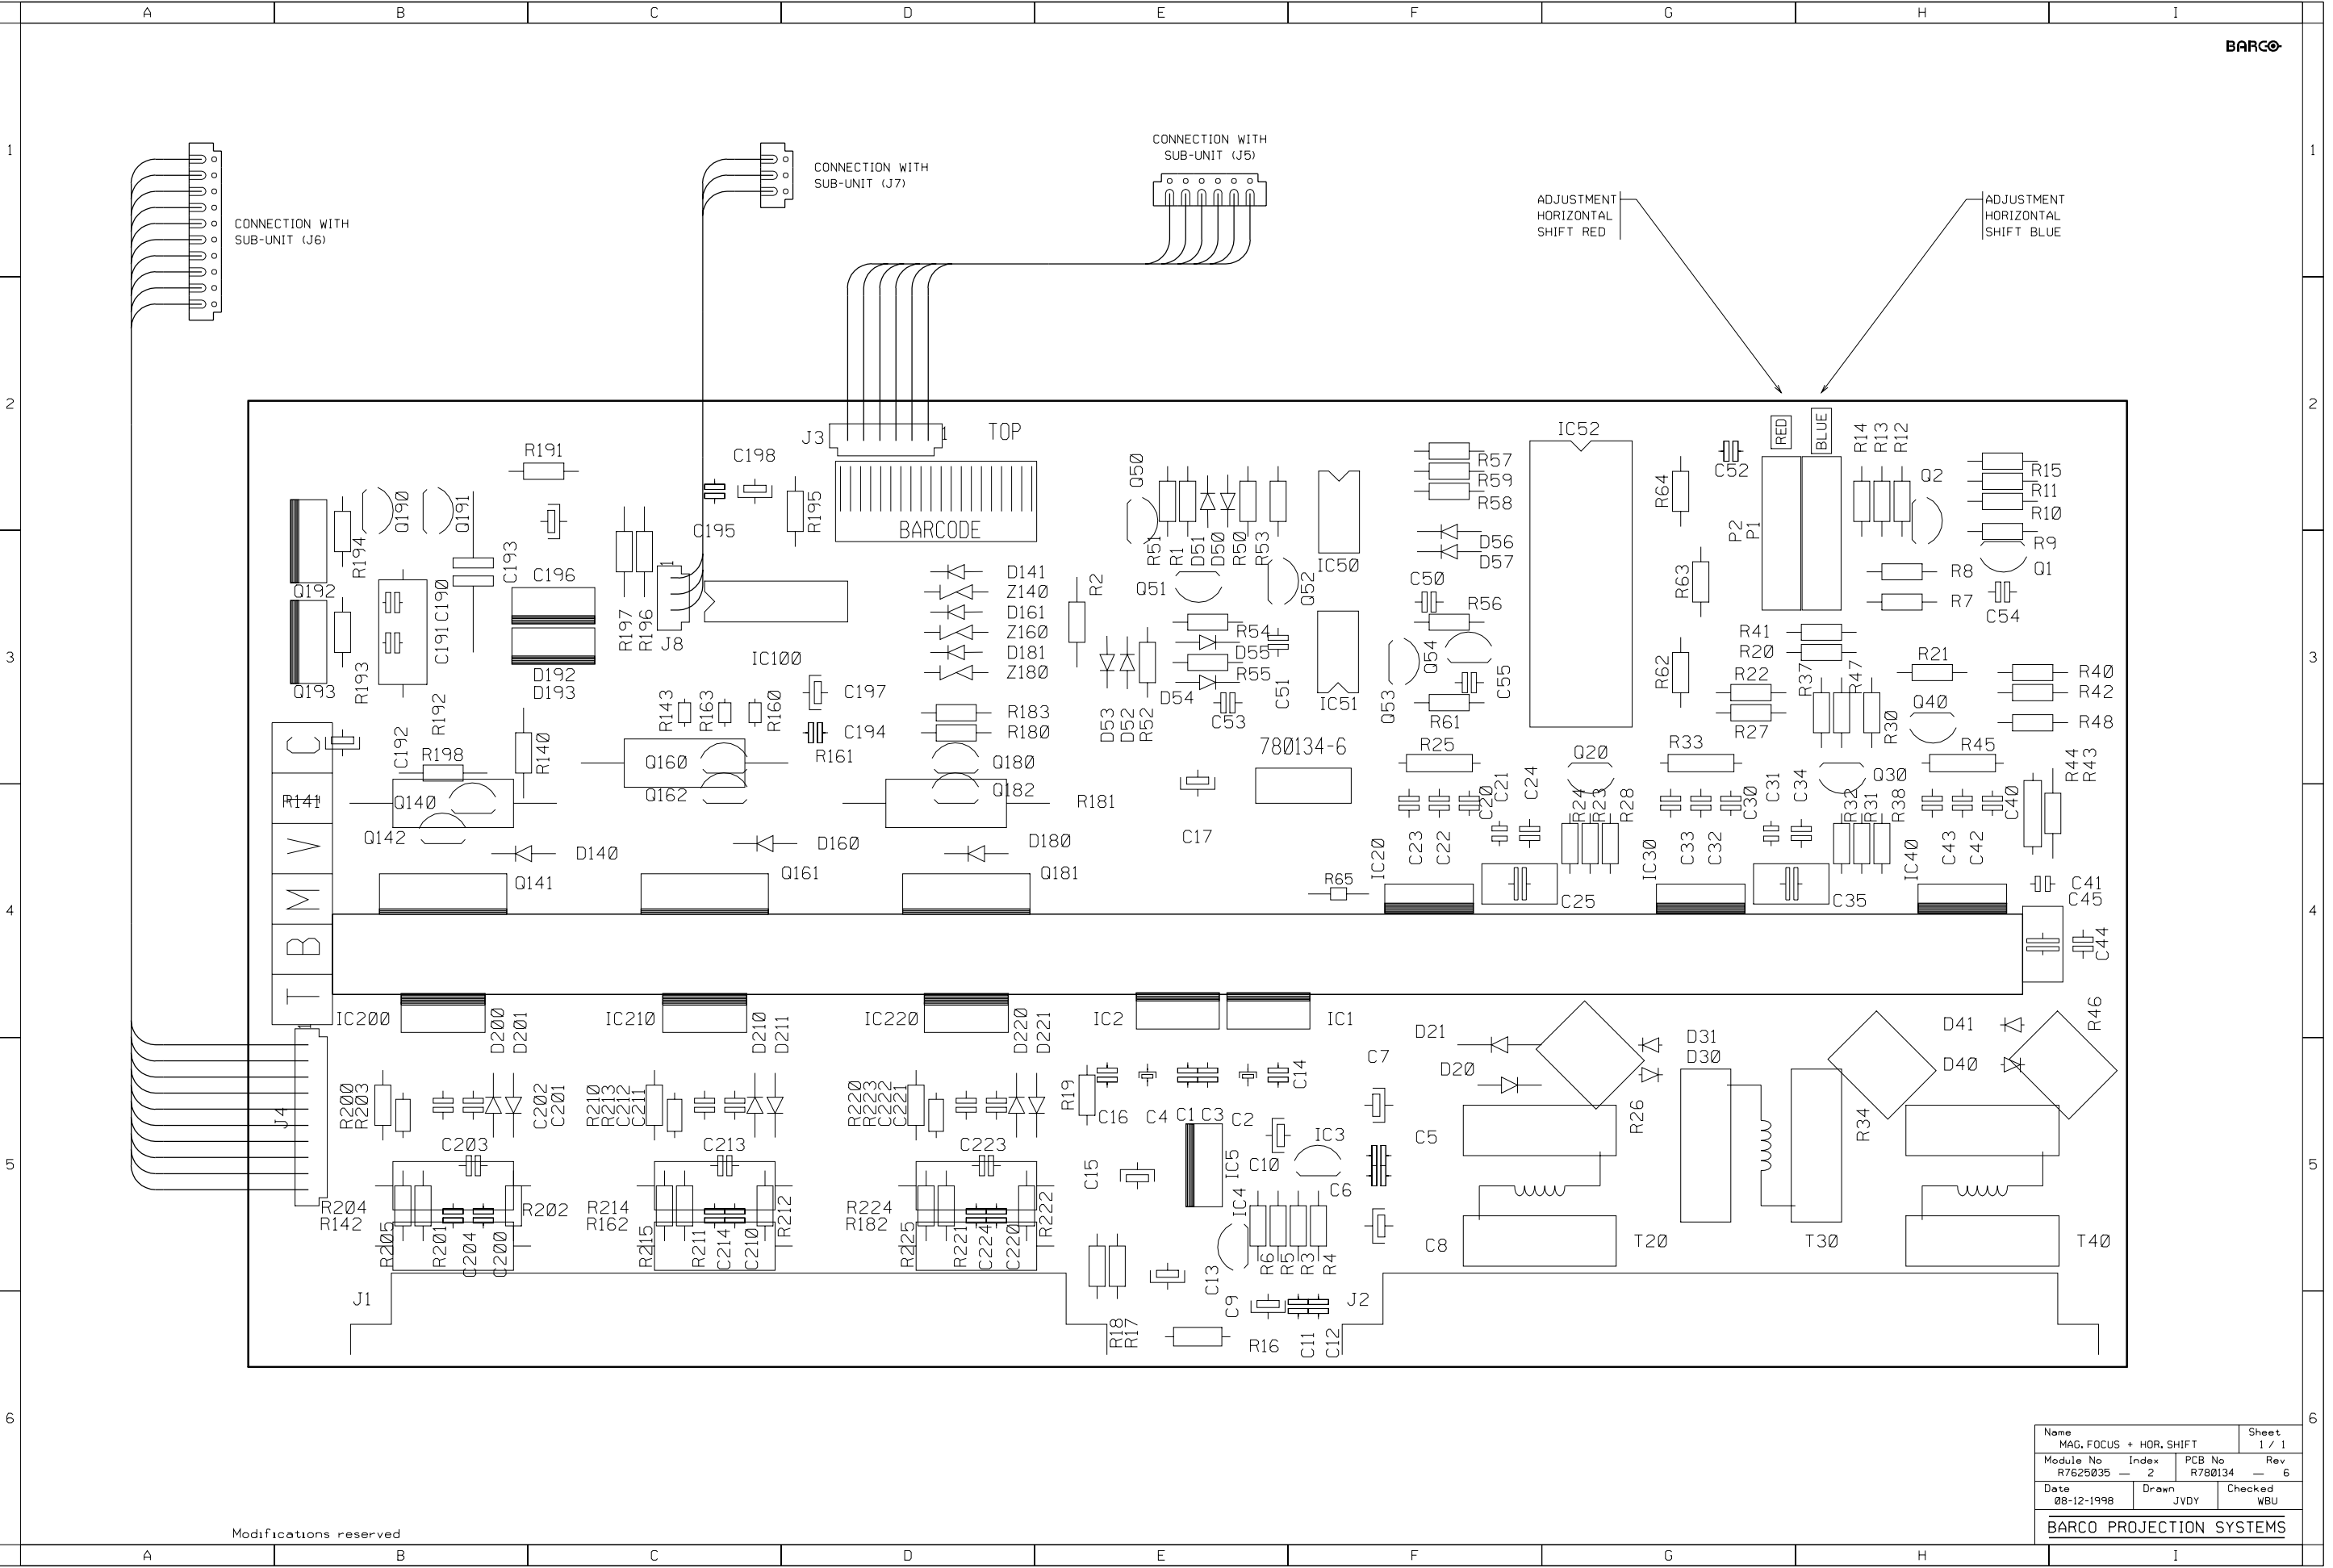 A B C D E F G H I
BARCO
1
1
CONNECTION WITH
SUB-UNIT (J6)
CONNECTION WITH
SUB-UNIT (J7)
CONNECTION WITH
SUB-UNIT (J5)
ADJUSTMENT
HORIZONTAL
SHIFT RED
ADJUSTMENT
HORIZONTAL
SHIFT BLUE
2
2
J3 1 TOP
IC52
RED
BLUE
R14 R13 R12
R191
C198
Q50
R57
R59
R58
C52
R64
Q2
R15
R11
R10
Q190
Q191
R195
BARCODE
C195
P2 P1
R194
C193
R51 R1 D51 D50 R50 R53
IC50
D56
D57
R9
Q1
Q192
C196
1
D141
Z140
D161
Z160
D181
Z180
R2
Q51
Q52
C50
R56
R63
R8
R7
C54
C190
C191
R197 R196
J8
IC100
R54
D55
R55
C51
IC51
Q54
Q53
C55
R62
R41
R20
R22
R37
R47
R21
R40
R42
R48
3
3
Q193
R193
R192
D192
D193
R143 R163 R160
C197
C194
R161
R183
R180
D54
D53 D52 R52
C53
R61
R27
R30
Q40
C192
R198
R140
Q160
Q162
Q180
Q182
780134-6
R25
Q20
R33
Q30
R45
R44 R43
C
H
V
M
B
T
R141
Q140
Q142
D140
D160
D180
R181
C17
C20 C21 C24
C23 C22
R24 R23 R28
C30 C31 C34
C33 C32
R32 R31 R38
C40
C43 C42
IC20
IC30
IC40
Q141
Q161
Q181
R65
C25
C35
C41
C45
C44
4
4
IC200
D200 D201
IC210
D210 D211
IC220
D220 D221
IC2
IC1
D21
D20
D31
D30
D41
D40
R46
1
J4
R200 R203
C202 C201
R210 R213 C212 C211
R220 R223 C222 C221
R19
C16 C4 C1 C3 C2
C14
C7
C5
R26
R34
C203
C213
C223
C15
IC5
IC4
C10
IC3
C6
5
5
R204
R142
R202
R214
R162
R212
R224
R182
R222
R205 R201 C204 C200
R215 R211 C214 C210
R225 R221 C224 C220
C13
R6 R5 R3 R4
C8
T20
T30
T40
J1
J2
C9
R18 R17
R16
C11 C12
6
6
Name Sheet
MAG.FOCUS + HOR.SHIFT 1 / 1
Module No Index PCB No Rev
R7625035 — 2 R780134 — 6
Date Drawn Checked
08-12-1998 JVDY WBU
BARCO PROJECTION SYSTEMS
Modifications reserved
A B C D E F G H I